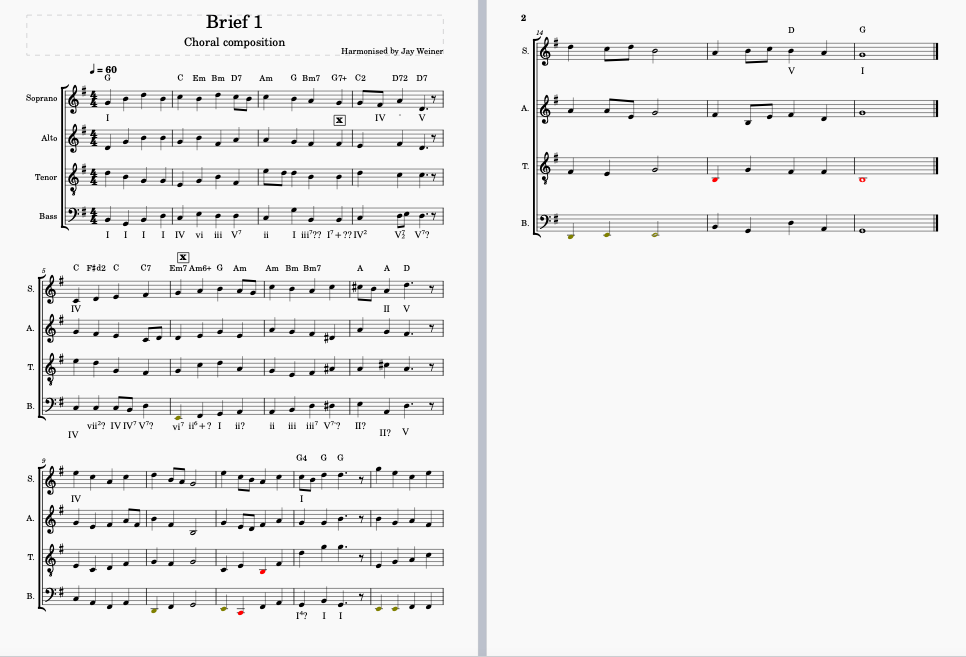 Brief 1
Choral composition
Harmonised by Jay Weiner
♩ = 60
G C Em Bm D7 Am G Bm7 G7+ C2 D72 D7
Soprano
I IV V
x
Alto
Tenor
Bass
I I I I IV vi iii V⁷ ii I iii⁷?? I⁷+?? IV² V⁷₂ V⁷?
x
5
C F#d2 C C7 Em7 Am6+ G Am Am Bm Bm7 A A D
S.
IV II V
A.
T.
B.
IV vii²? IV IV⁷ V⁷? vi⁷ ii⁶+? I ii? ii iii iii⁷ V⁷? II? II? V
9
G4 G G
S.
IV I
A.
T.
B.
I⁴? I I
2
14
D G
S.
V I
A.
T.
B.